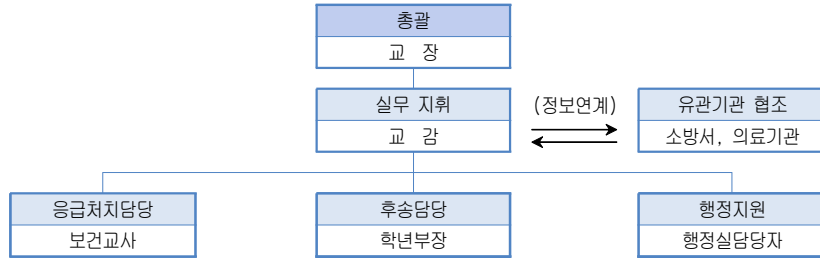 총괄
교 장
실무 지휘
교 감
(정보연계)
유관기관 협조
소방서, 의료기관
응급처치담당
보건교사
후송담당
학년부장
행정지원
행정실담당자